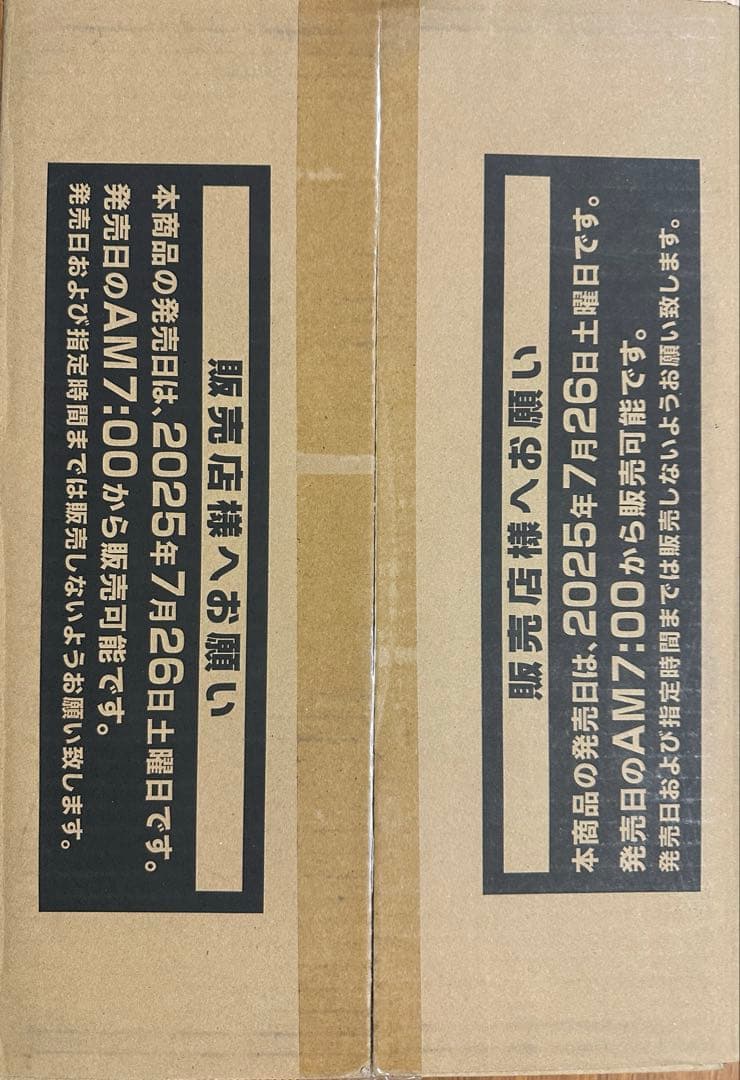 販売店様へお願い
本商品の発売日は、2025年7月26日土曜日です。
発売日のAM7:00から販売可能です。
発売日および指定時間までは販売しないようお願い致します。
販売店様へお願い
本商品の発売日は、2025年7月26日土曜日です。
発売日のAM7:00から販売可能です。
発売日および指定時間までは販売しないようお願い致します。